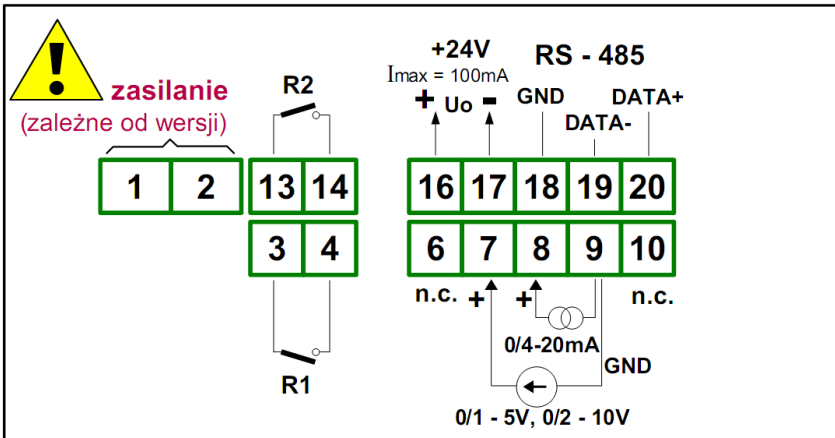 +24V
RS - 485
Imax = 100mA
zasilanie
R2
+ Uo -
GND
DATA+
(zależne od wersji)
DATA-
1 2 13 14 16 17 18 19 20
3 4 6 7 8 9 10
n.c. + + n.c.
0/4-20mA
GND
R1
0/1 - 5V, 0/2 - 10V